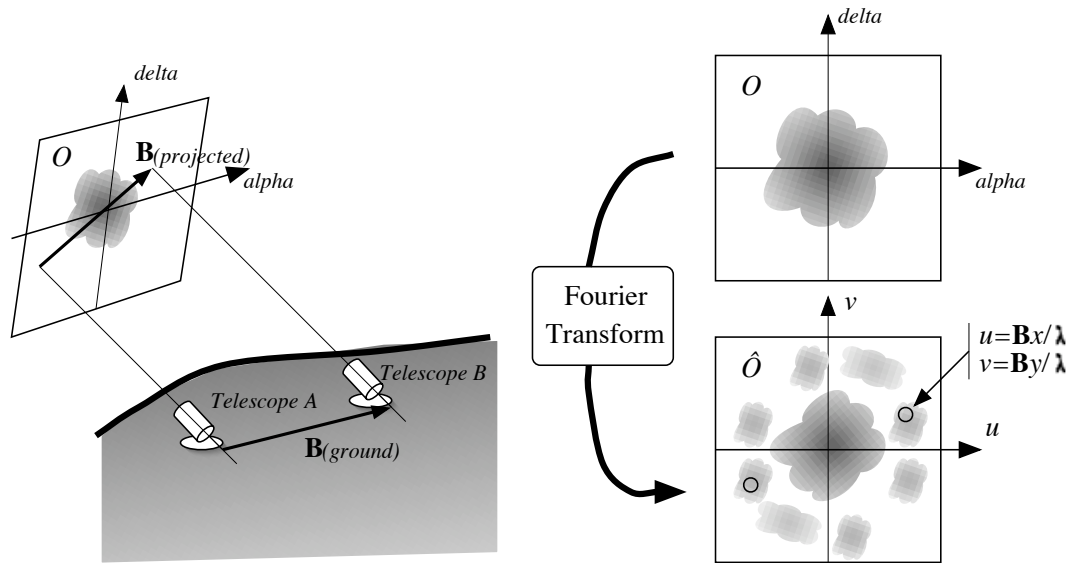 delta
O
B(projected)
alpha
Telescope A
Telescope B
B(ground)
Fourier
Transform
delta
O
alpha
v
Ô
u=Bx/λ
v=By/λ
u